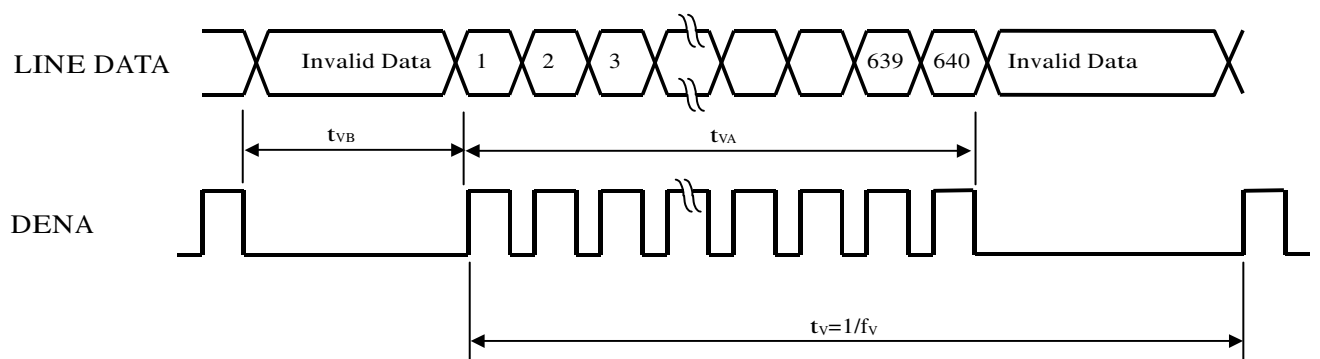 LINE DATA Invalid Data 1 2 3 639 640 Invalid Data
tVB tVA
DENA
tV=1/fV